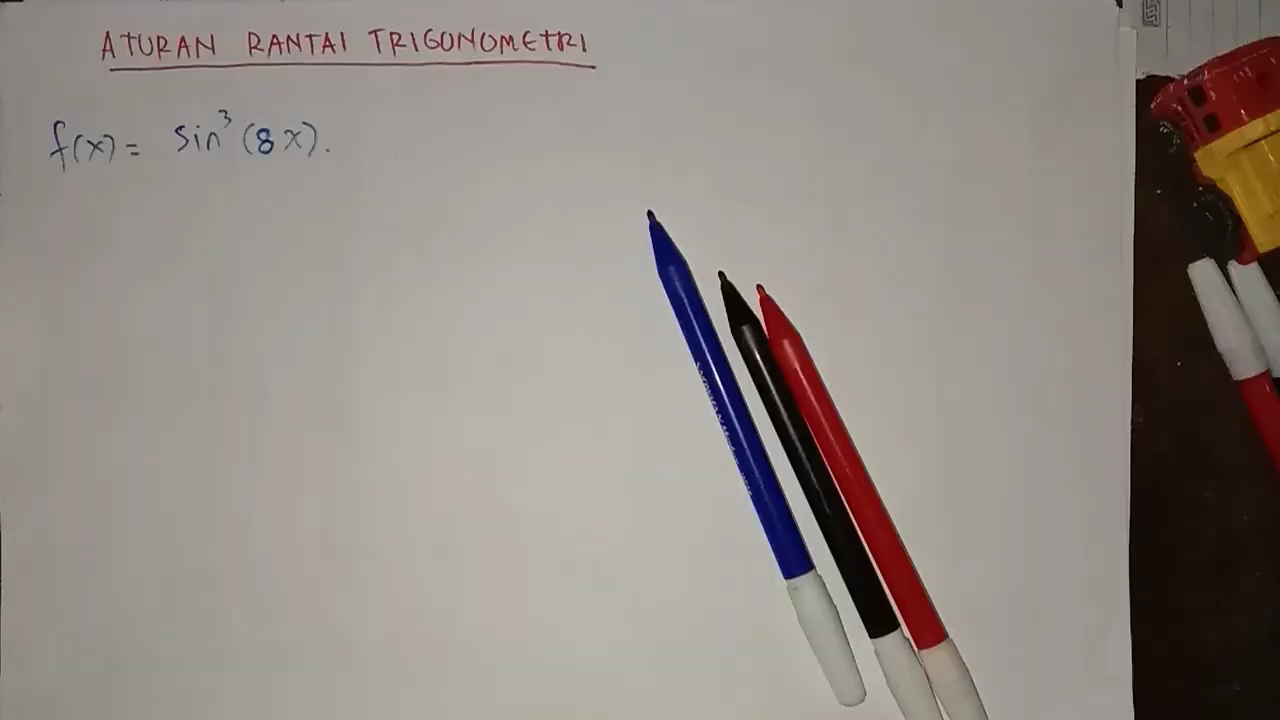 ATURAN RANTAI TRIGONOMETRI
f(x) = sin³ (8x).